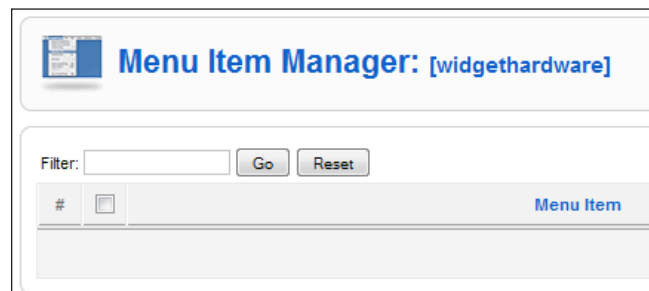 Menu Item Manager: [widgethardware]
Filter: Go Reset
# Menu Item